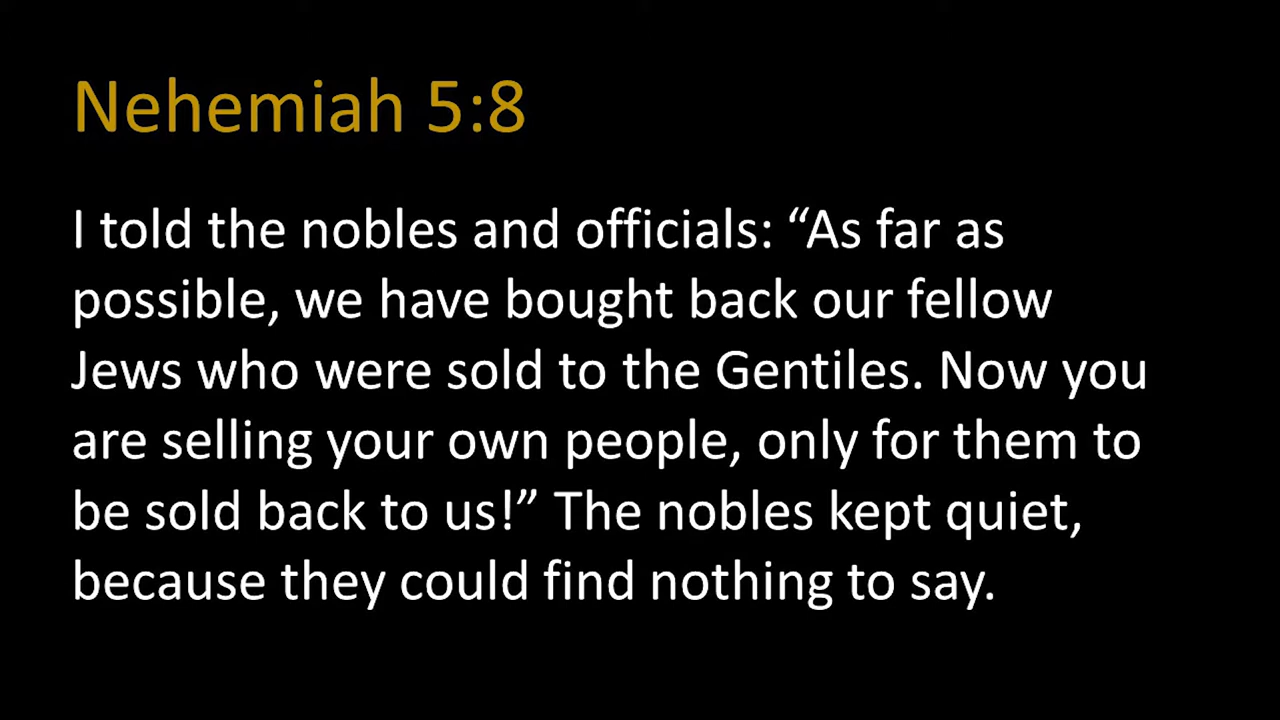 Nehemiah 5:8
I told the nobles and officials: “As far as
possible, we have bought back our fellow
Jews who were sold to the Gentiles. Now you
are selling your own people, only for them to
be sold back to us!” The nobles kept quiet,
because they could find nothing to say.